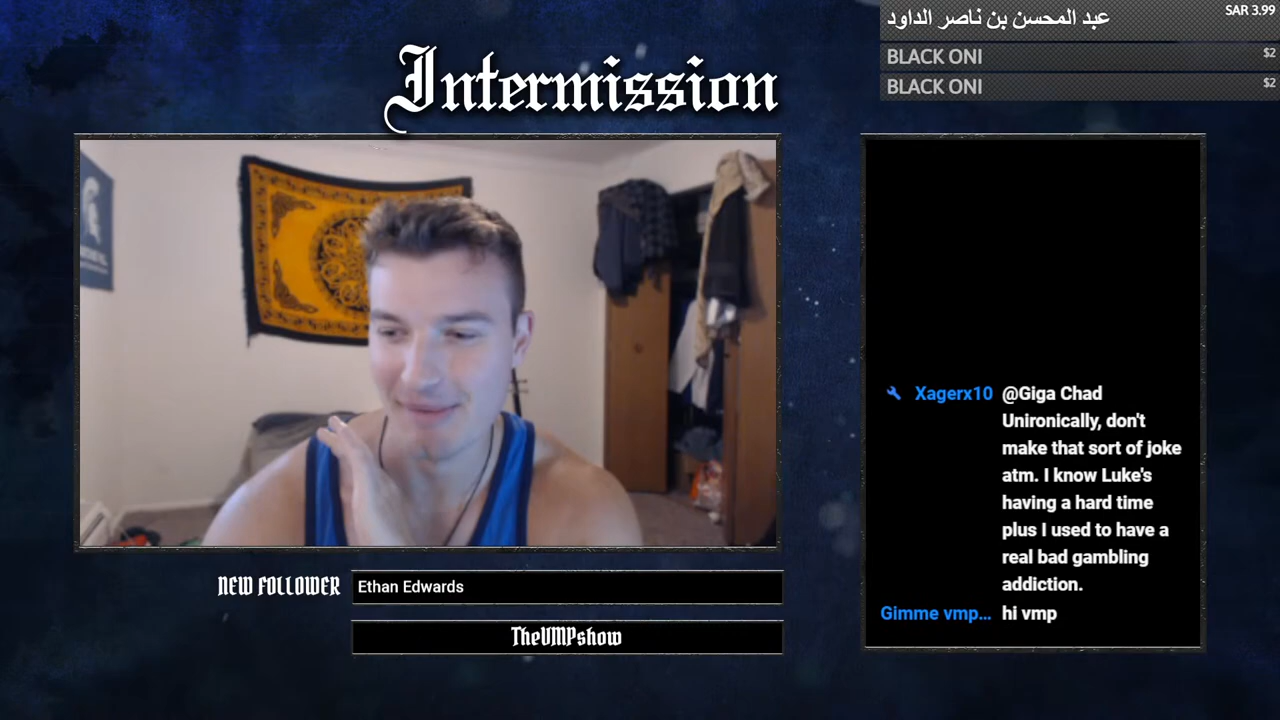 عبد المحسن بن ناصر الداود
SAR 3.99
BLACK ONI
$2
BLACK ONI
$2
Intermission
Xagerx10 @Giga Chad
Unironically, don't
make that sort of joke
atm. I know Luke's
having a hard time
plus I used to have a
real bad gambling
addiction.
Gimme vmp... hi vmp
NEW FOLLOWER
Ethan Edwards
TheVMPshow